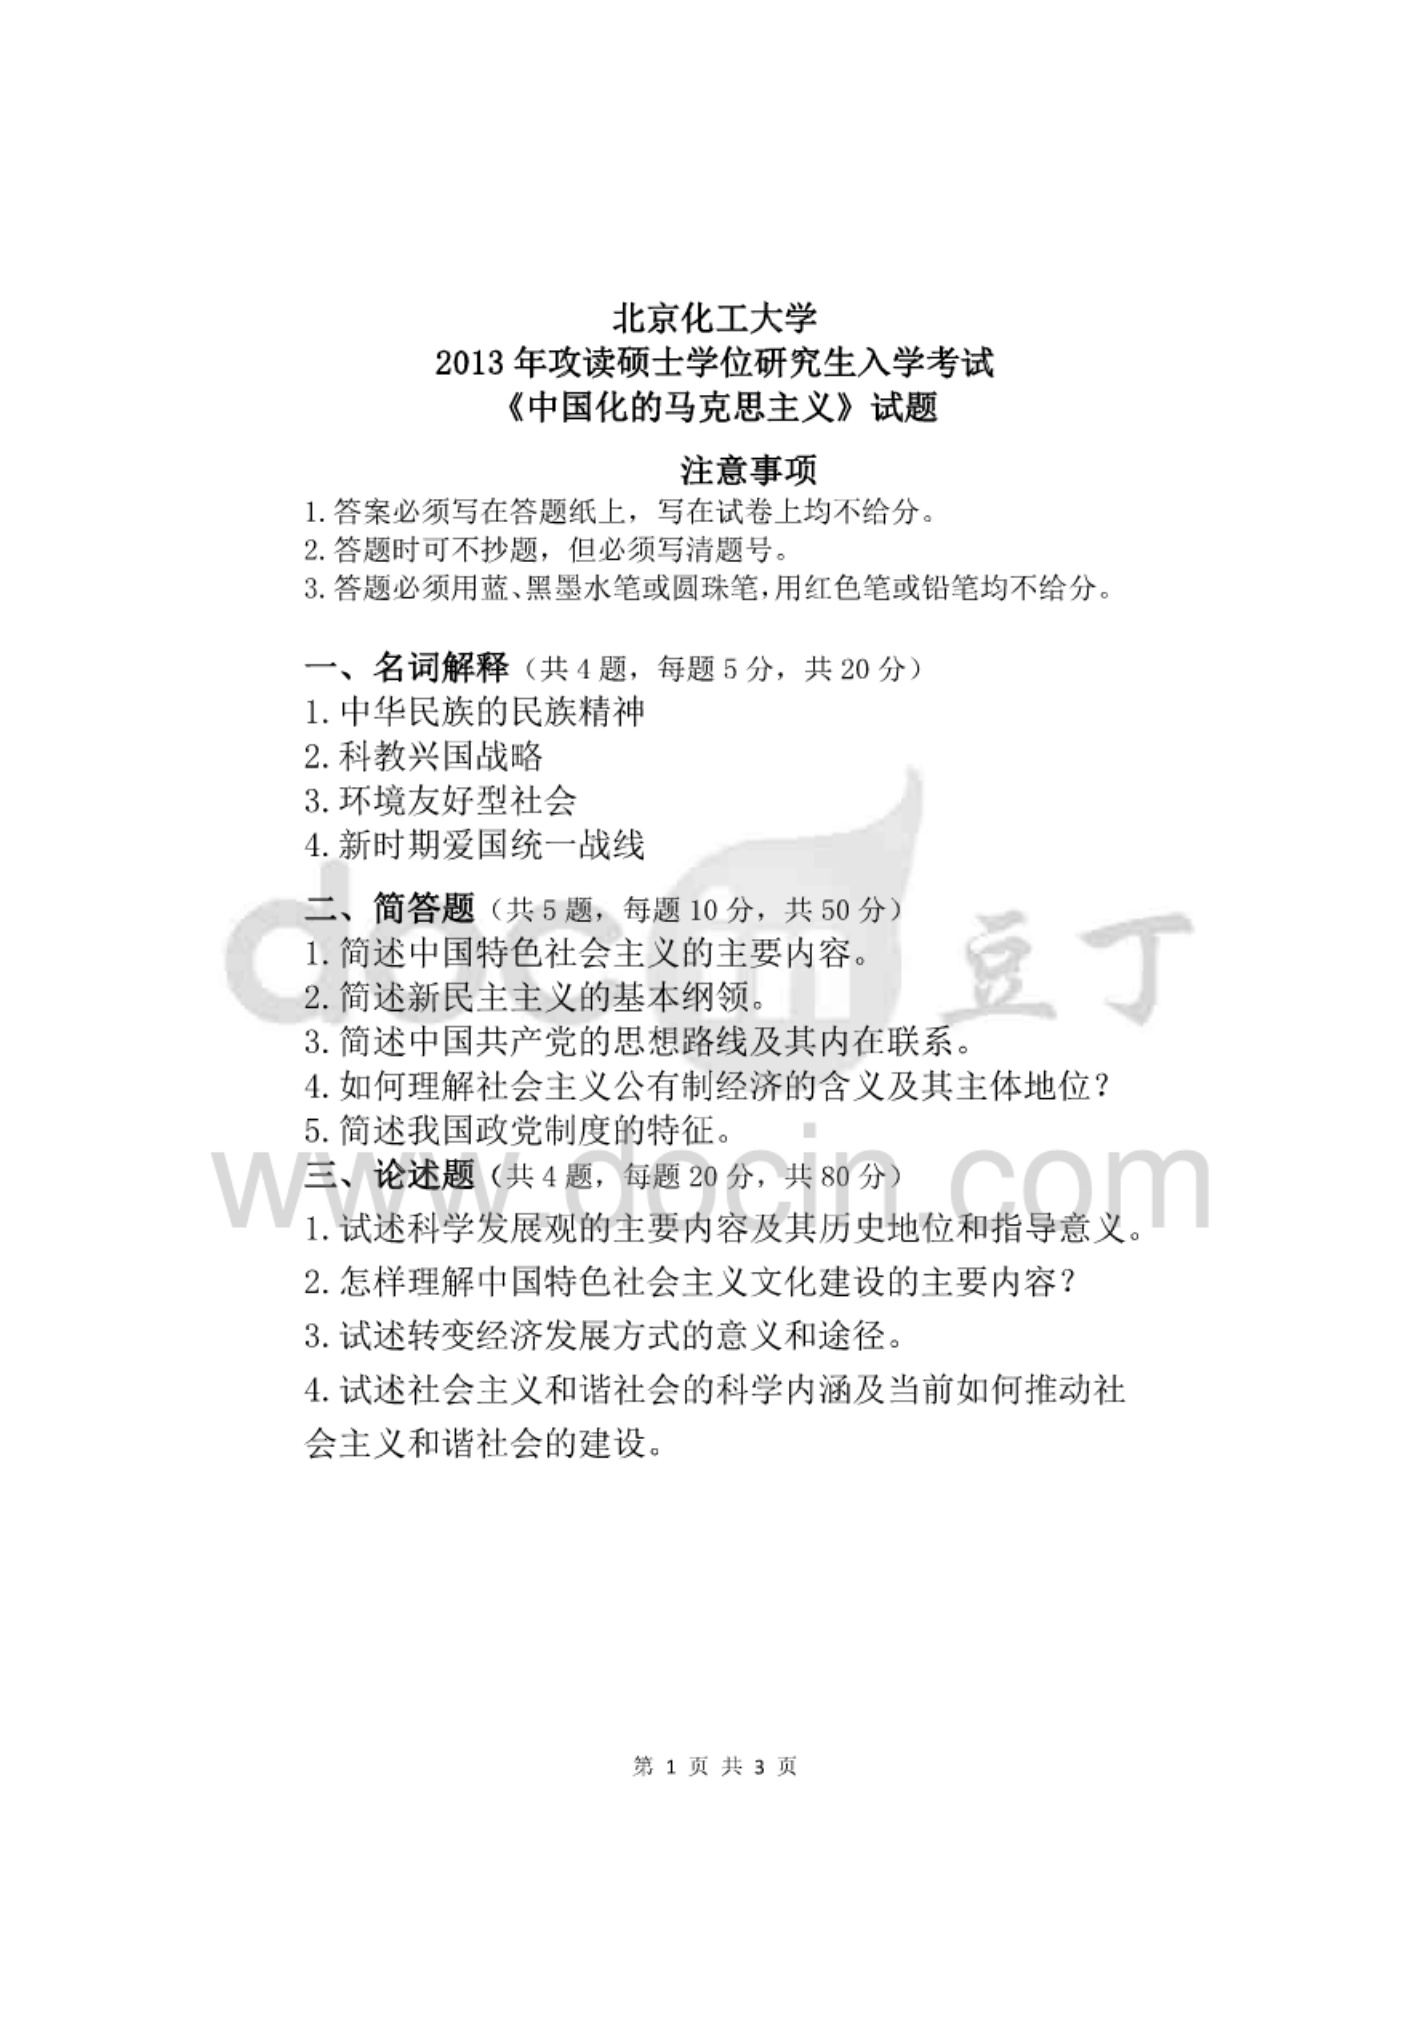 北京化工大学
2013 年攻读硕士学位研究生入学考试
《中国化的马克思主义》试题
注意事项
1. 答案必须写在答题纸上，写在试卷上均不给分。
2. 答题时可不抄题，但必须写清题号。
3. 答题必须用蓝、黑墨水笔或圆珠笔，用红色笔或铅笔均不给分。
一、名词解释（共 4 题，每题 5 分，共 20 分）
1. 中华民族的民族精神
2. 科教兴国战略
3. 环境友好型社会
4. 新时期爱国统一战线
二、简答题（共 5 题，每题 10 分，共 50 分）
1. 简述中国特色社会主义的主要内容。
2. 简述新民主主义的基本纲领。
3. 简述中国共产党的思想路线及其内在联系。
4. 如何理解社会主义公有制经济的含义及其主体地位？
5. 简述我国政党制度的特征。
三、论述题（共 4 题，每题 20 分，共 80 分）
1. 试述科学发展观的主要内容及其历史地位和指导意义。
2. 怎样理解中国特色社会主义文化建设的主要内容？
3. 试述转变经济发展方式的意义和途径。
4. 试述社会主义和谐社会的科学内涵及当前如何推动社
会主义和谐社会的建设。
docin 豆丁
www.docin.com
第 1 页 共 3 页